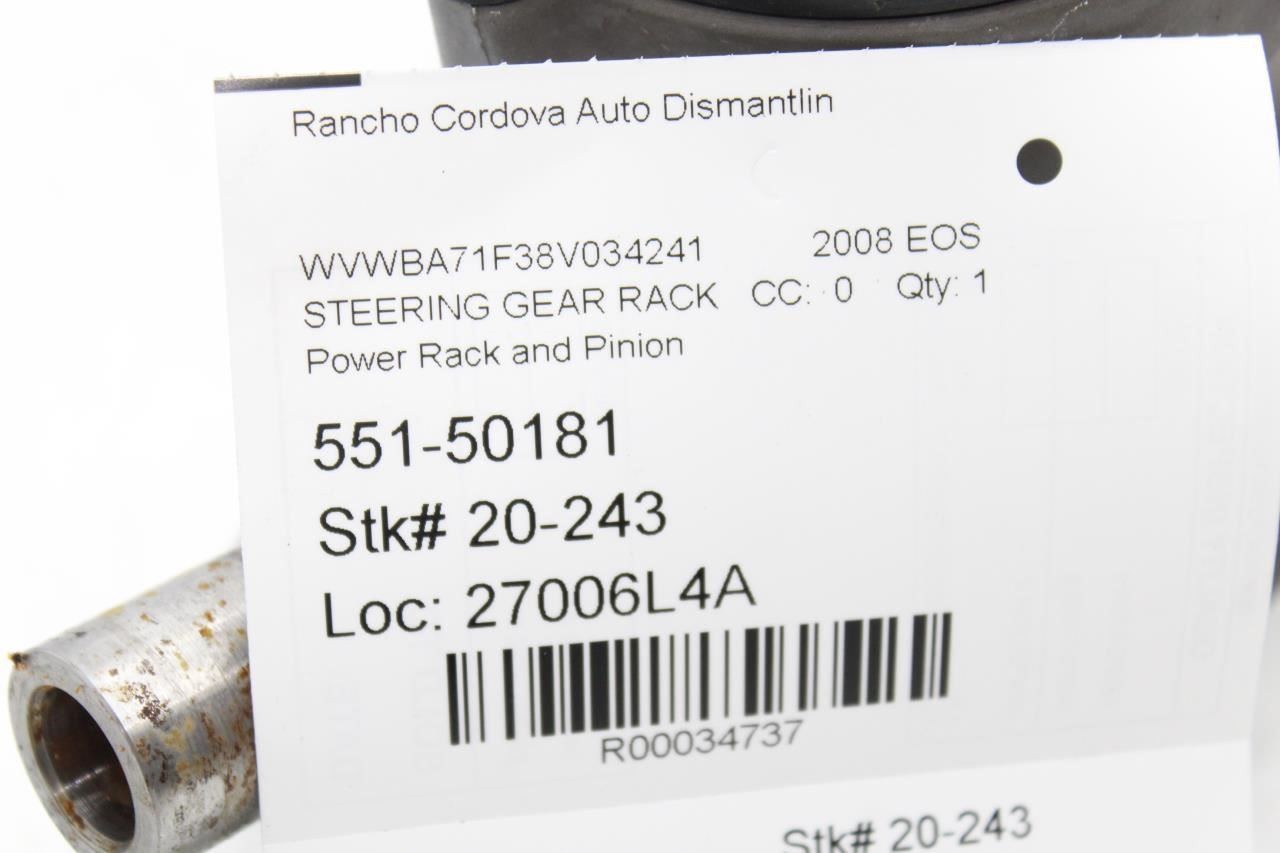 Rancho Cordova Auto Dismantlin
WVWBA71F38V034241 2008 EOS
STEERING GEAR RACK CC: 0 Qty: 1
Power Rack and Pinion
551-50181
Stk# 20-243
Loc: 27006L4A
R00034737
Stk# 20-243